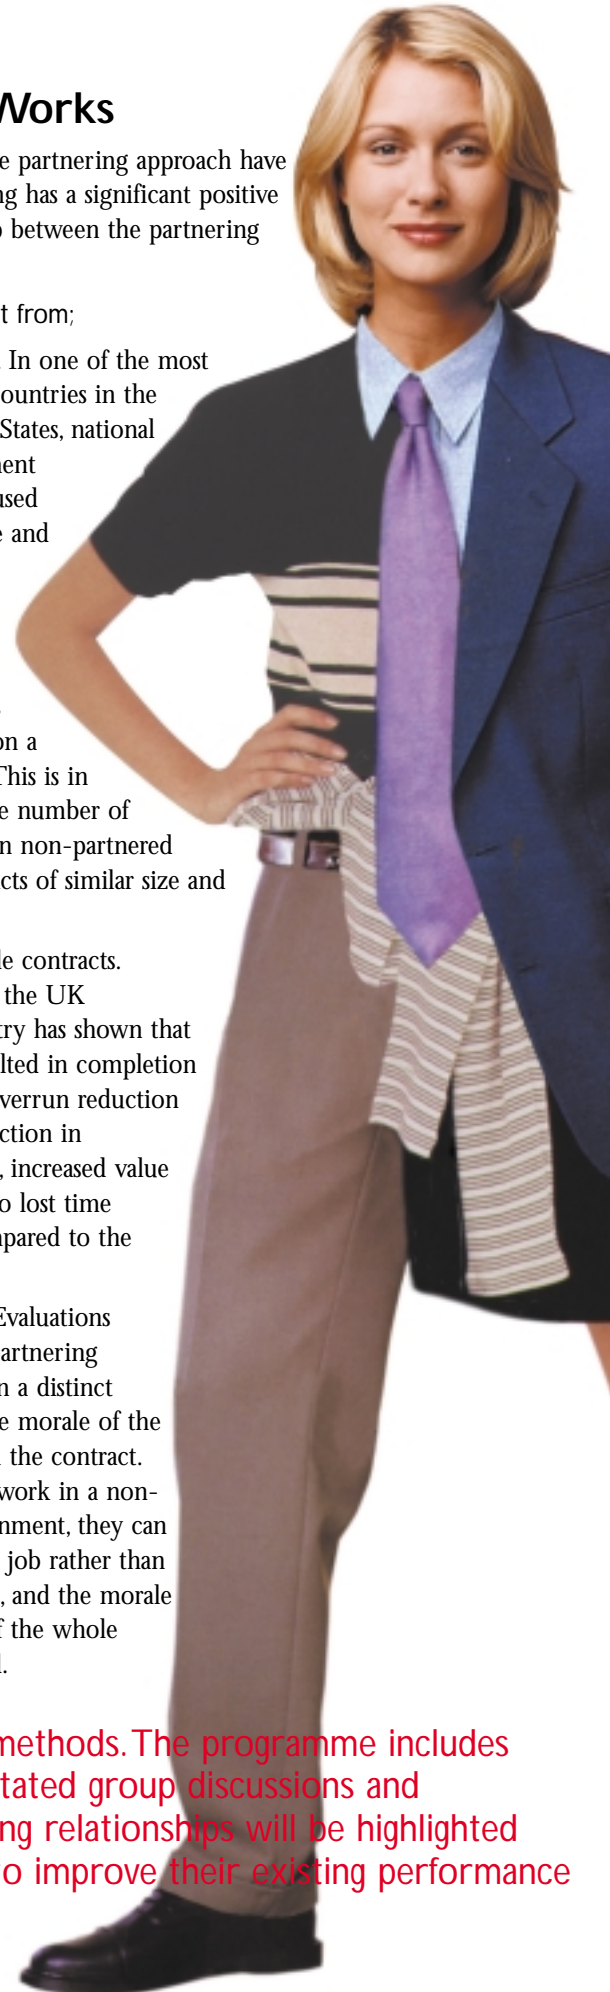 Works
e partnering approach have
ng has a significant positive
o between the partnering
t from;
. In one of the most
ountries in the
States, national
ent
used
e and
on a
This is in
e number of
n non-partnered
cts of similar size and
le contracts.
the UK
try has shown that
lted in completion
verrun reduction
ction in
, increased value
o lost time
pared to the
Evaluations
artnering
n a distinct
e morale of the
the contract.
work in a non-
nment, they can
job rather than
, and the morale
f the whole
.
methods. The programme includes
tated group discussions and
ng relationships will be highlighted
o improve their existing performance